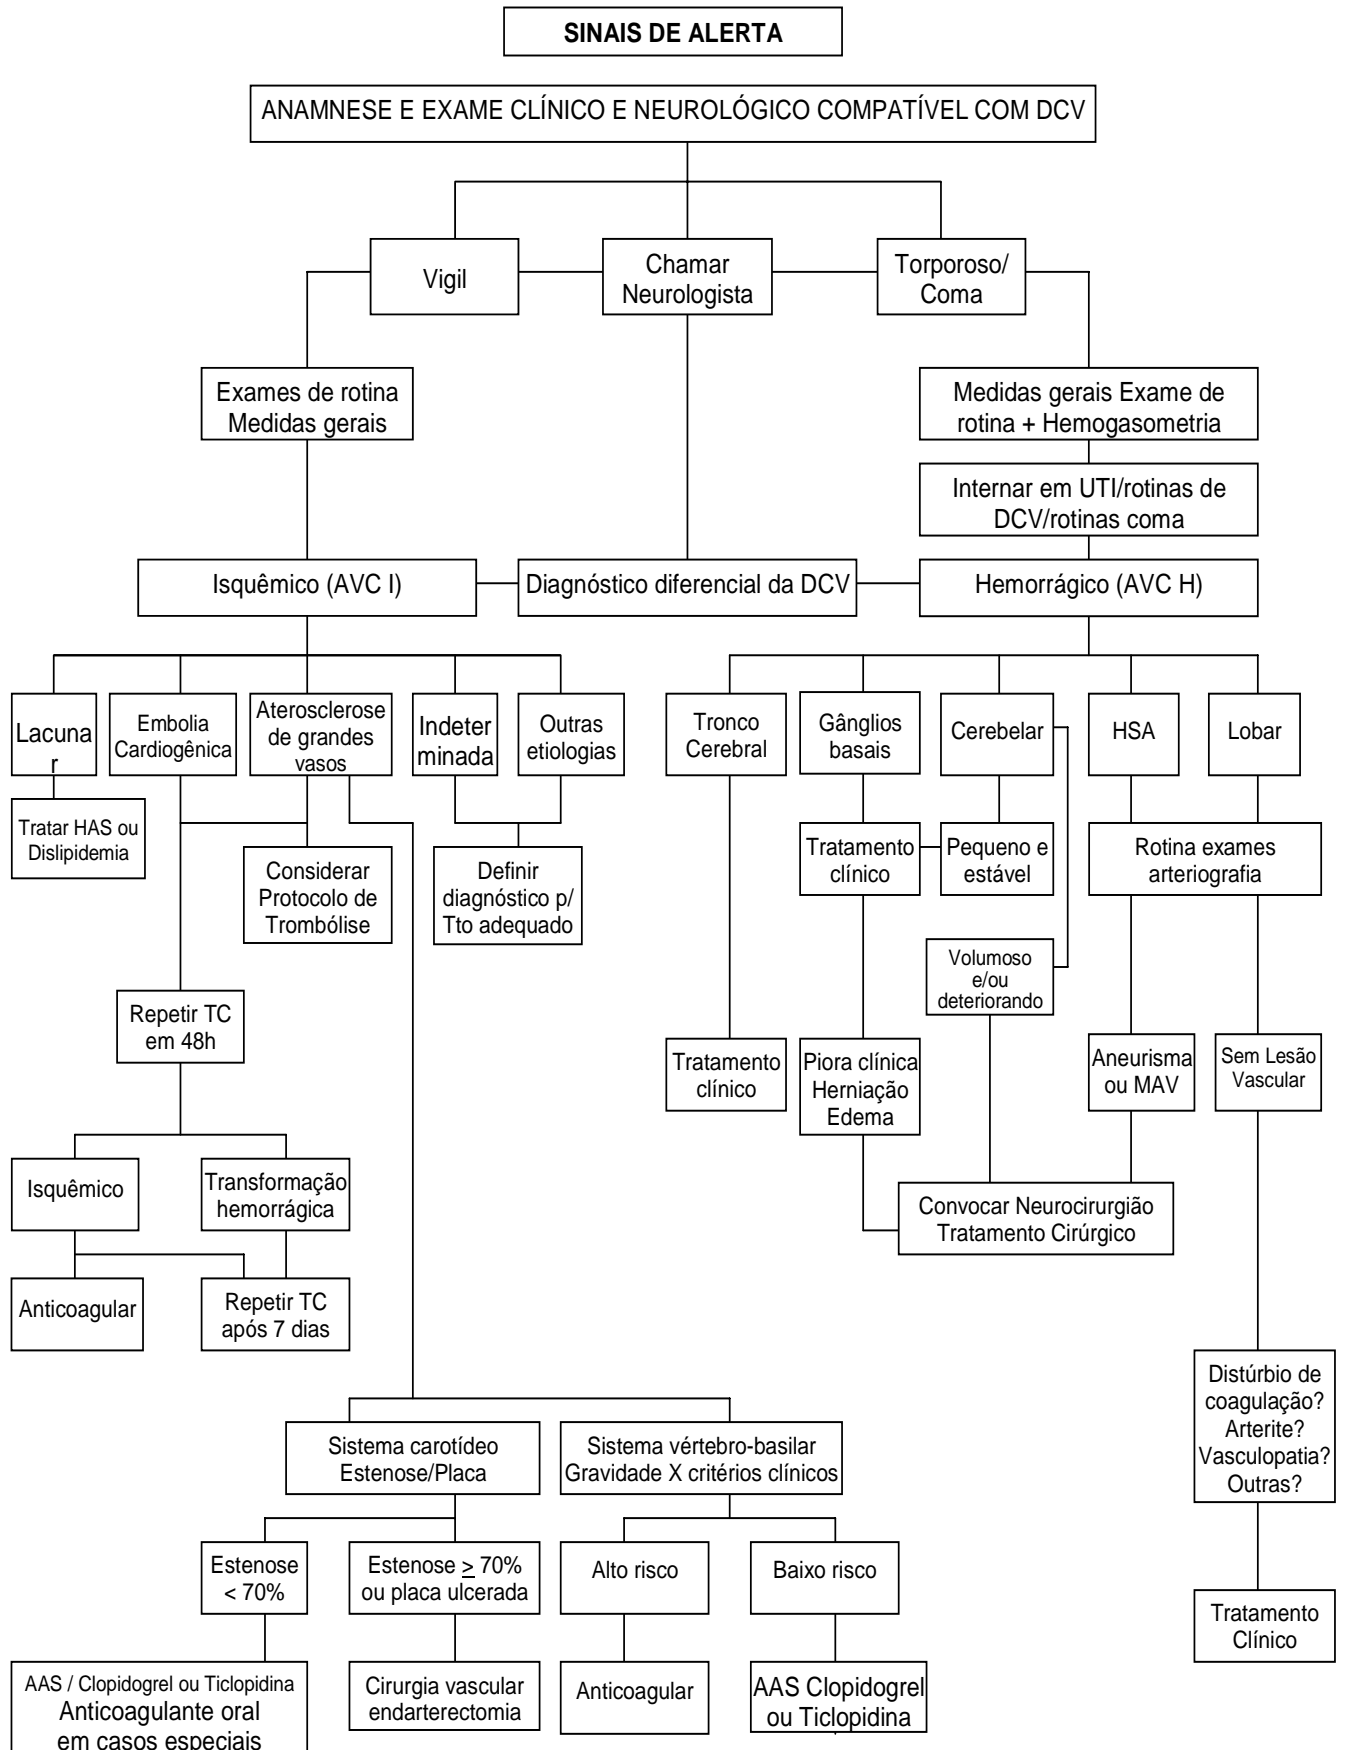 SINAIS DE ALERTA
ANAMNESE E EXAME CLÍNICO E NEUROLÓGICO COMPATÍVEL COM DCV
Vigil
Chamar
Neurologista
Torporoso/
Coma
Exames de rotina
Medidas gerais
Medidas gerais Exame de
rotina + Hemogasometria
Internar em UTI/rotinas de
DCV/rotinas coma
Isquêmico (AVC I)
Diagnóstico diferencial da DCV
Hemorrágico (AVC H)
Lacuna
r
Embolia
Cardiogênica
Aterosclerose
de grandes
vasos
Indeter
minada
Outras
etiologias
Tronco
Cerebral
Gânglios
basais
Cerebelar
HSA
Lobar
Tratar HAS ou
Dislipidemia
Considerar
Protocolo de
Trombólise
Definir
diagnóstico p/
Tto adequado
Tratamento
clínico
Pequeno e
estável
Rotina exames
arteriografia
Volumoso
e/ou
deteriorando
Repetir TC
em 48h
Tratamento
clínico
Piora clínica
Herniação
Edema
Aneurisma
ou MAV
Sem Lesão
Vascular
Isquêmico
Transformação
hemorrágica
Convocar Neurocirurgião
Tratamento Cirúrgico
Anticoagular
Repetir TC
após 7 dias
Distúrbio de
coagulação?
Arterite?
Vasculopatia?
Outras?
Sistema carotídeo
Estenose/Placa
Sistema vértebro-basilar
Gravidade X critérios clínicos
Estenose
< 70%
Estenose ≥ 70%
ou placa ulcerada
Alto risco
Baixo risco
Tratamento
Clínico
AAS / Clopidogrel ou Ticlopidina
Anticoagulante oral
em casos especiais
Cirurgia vascular
endarterectomia
Anticoagular
AAS Clopidogrel
ou Ticlopidina